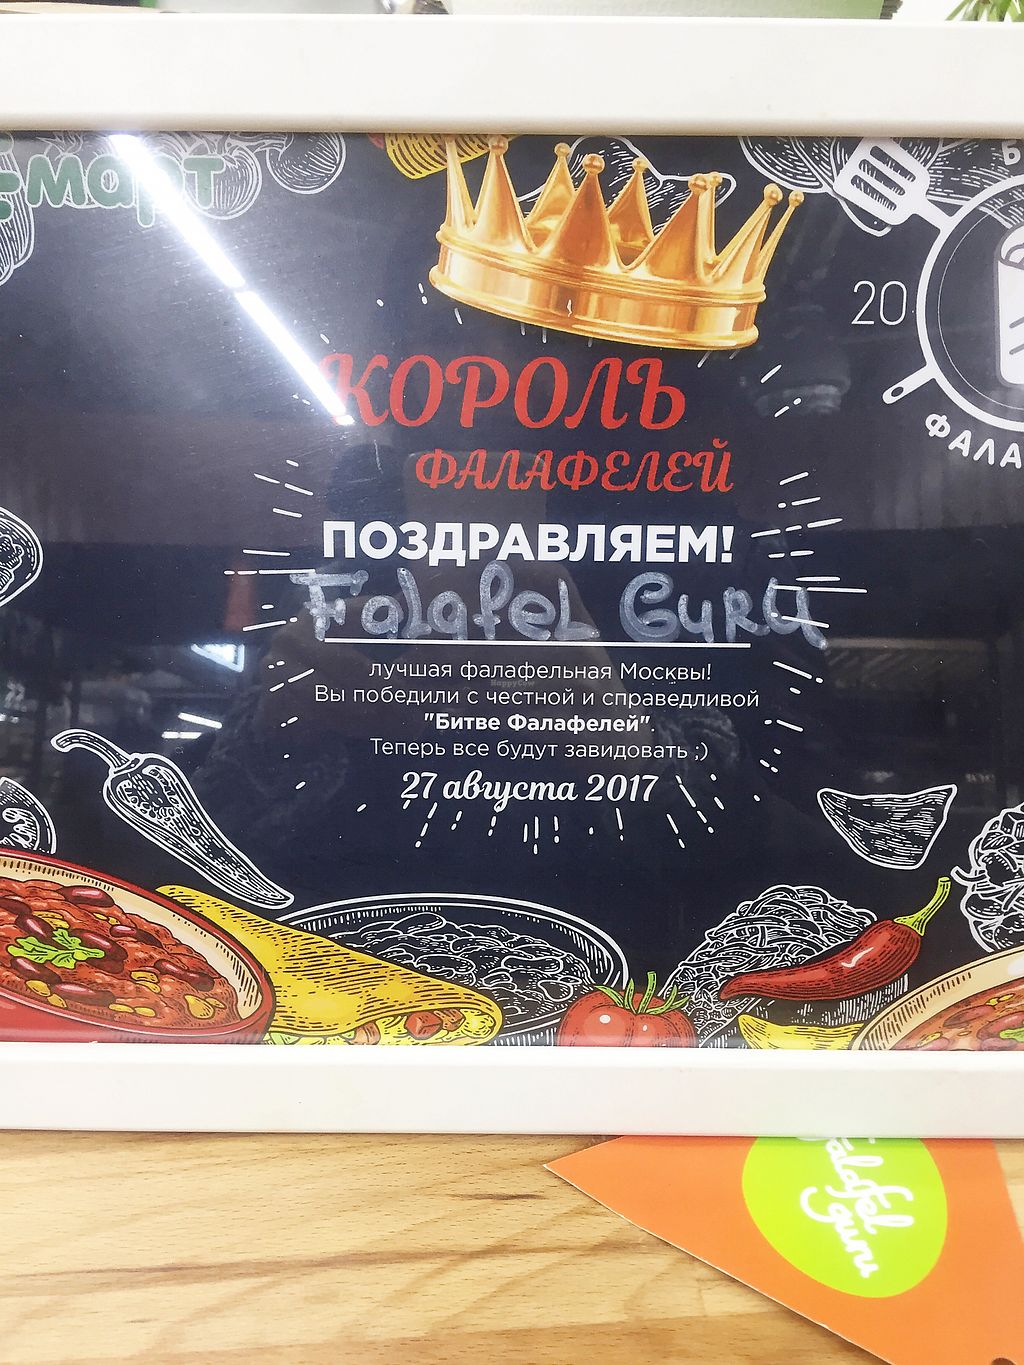 март
20
ФАЛА
КОРОЛЬ
ФАЛАФЕЛЕЙ
ПОЗДРАВЛЯЕМ!
Falafel Guru
лучшая фалафельная Москвы!
Вы победили с честной и справедливой
"Битве Фалафелей".
Теперь все будут завидовать ;)
27 августа 2017
falafel
guru